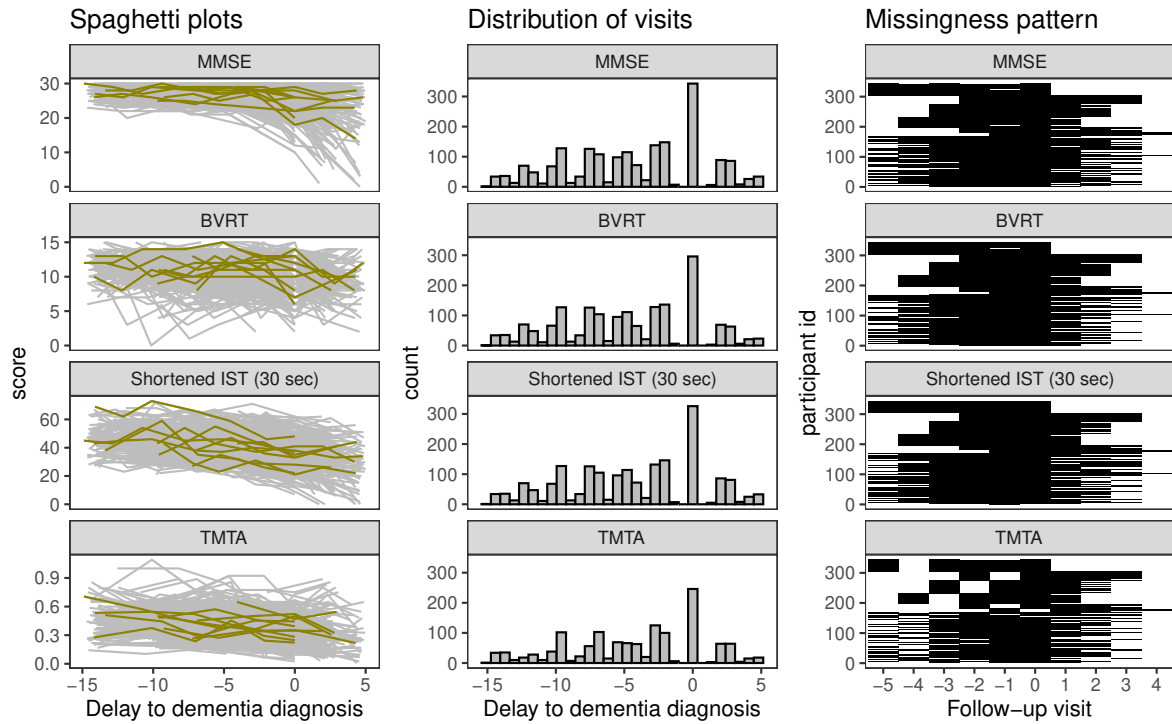 Spaghetti plots
MMSE
30
20
10
0
BVRT
15
10
5
0
Shortened IST (30 sec)
60
40
20
0
TMTA
0.9
0.6
0.3
0.0
−15 −10 −5 0 5
Delay to dementia diagnosis
score
Distribution of visits
MMSE
300
200
100
0
BVRT
300
200
100
0
Shortened IST (30 sec)
300
200
100
0
TMTA
300
200
100
0
−15 −10 −5 0 5
Delay to dementia diagnosis
count
Missingness pattern
MMSE
300
200
100
0
BVRT
300
200
100
0
Shortened IST (30 sec)
300
200
100
0
TMTA
300
200
100
0
−5 −4 −3 −2 −1 0 1 2 3 4
Follow−up visit
participant id